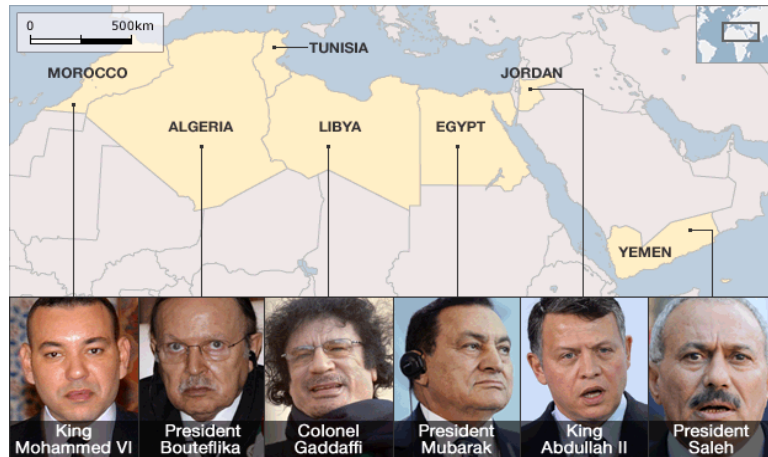 0 500km
TUNISIA
MOROCCO
JORDAN
ALGERIA
LIBYA
EGYPT
YEMEN
King
Mohammed VI
President
Bouteflika
Colonel
Gaddaffi
President
Mubarak
King
Abdullah II
President
Saleh